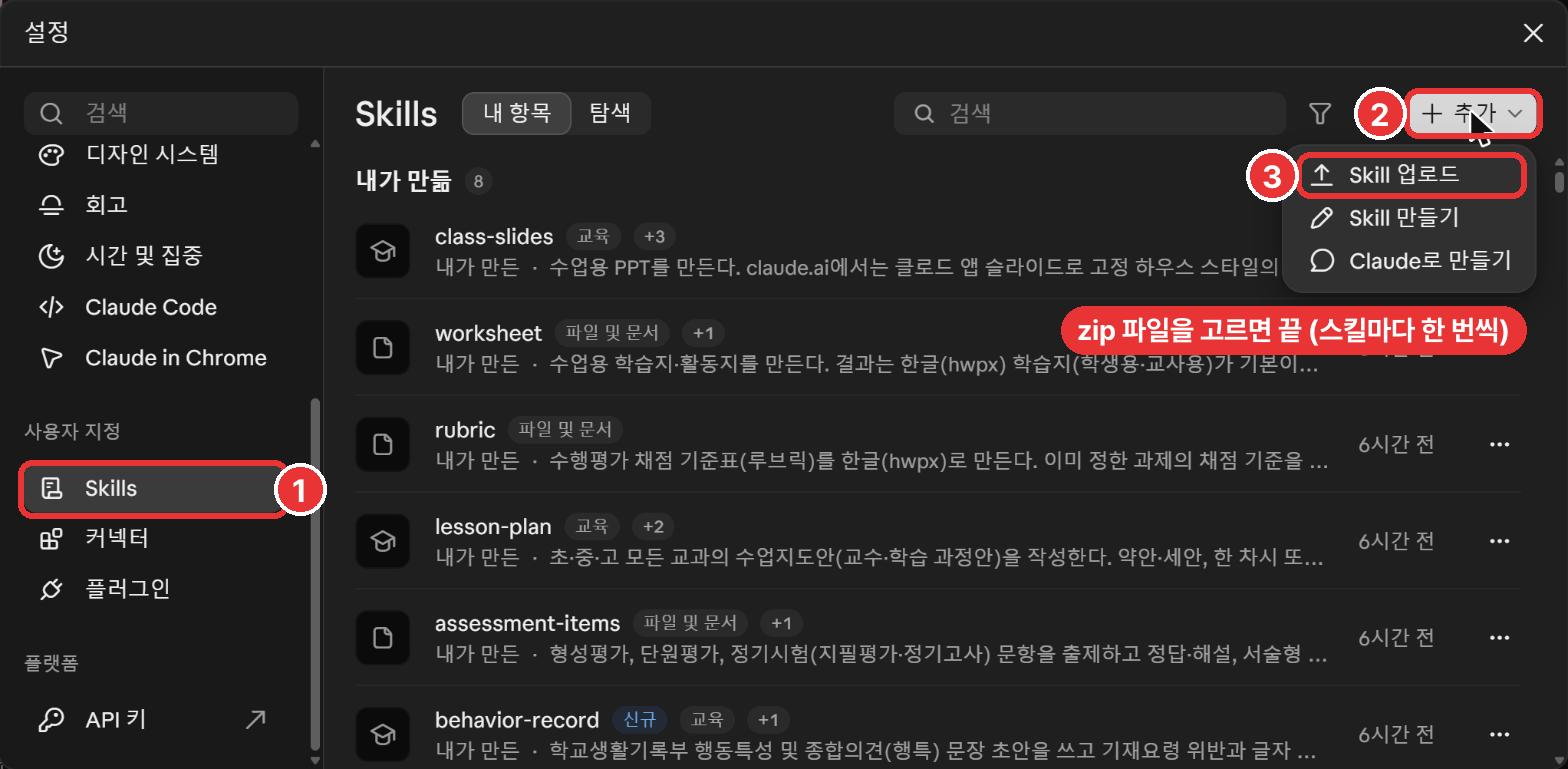 설정
검색
디자인 시스템
회고
시간 및 집중
Claude Code
Claude in Chrome
사용자 지정
Skills
1
커넥터
플러그인
플랫폼
API 키
Skills
내 항목
탐색
검색
2
+ 추가
3
Skill 업로드
Skill 만들기
Claude로 만들기
zip 파일을 고르면 끝 (스킬마다 한 번씩)
내가 만듦 8
class-slides 교육 +3
내가 만든 · 수업용 PPT를 만든다. claude.ai에서는 클로드 앱 슬라이드로 고정 하우스 스타일의
worksheet 파일 및 문서 +1
내가 만든 · 수업용 학습지·활동지를 만든다. 결과는 한글(hwpx) 학습지(학생용·교사용)가 기본이...
rubric 파일 및 문서
내가 만든 · 수행평가 채점 기준표(루브릭)를 한글(hwpx)로 만든다. 이미 정한 과제의 채점 기준을 ...
6시간 전
lesson-plan 교육 +2
내가 만든 · 초·중·고 모든 교과의 수업지도안(교수·학습 과정안)을 작성한다. 약안·세안, 한 차시 또...
6시간 전
assessment-items 파일 및 문서 +1
내가 만든 · 형성평가, 단원평가, 정기시험(지필평가·정기고사) 문항을 출제하고 정답·해설, 서술형 ...
6시간 전
behavior-record 신규 교육 +1
내가 만든 · 학교생활기록부 행동특성 및 종합의견(행특) 문장 초안을 쓰고 기재요령 위반과 글자 ...
6시간 전